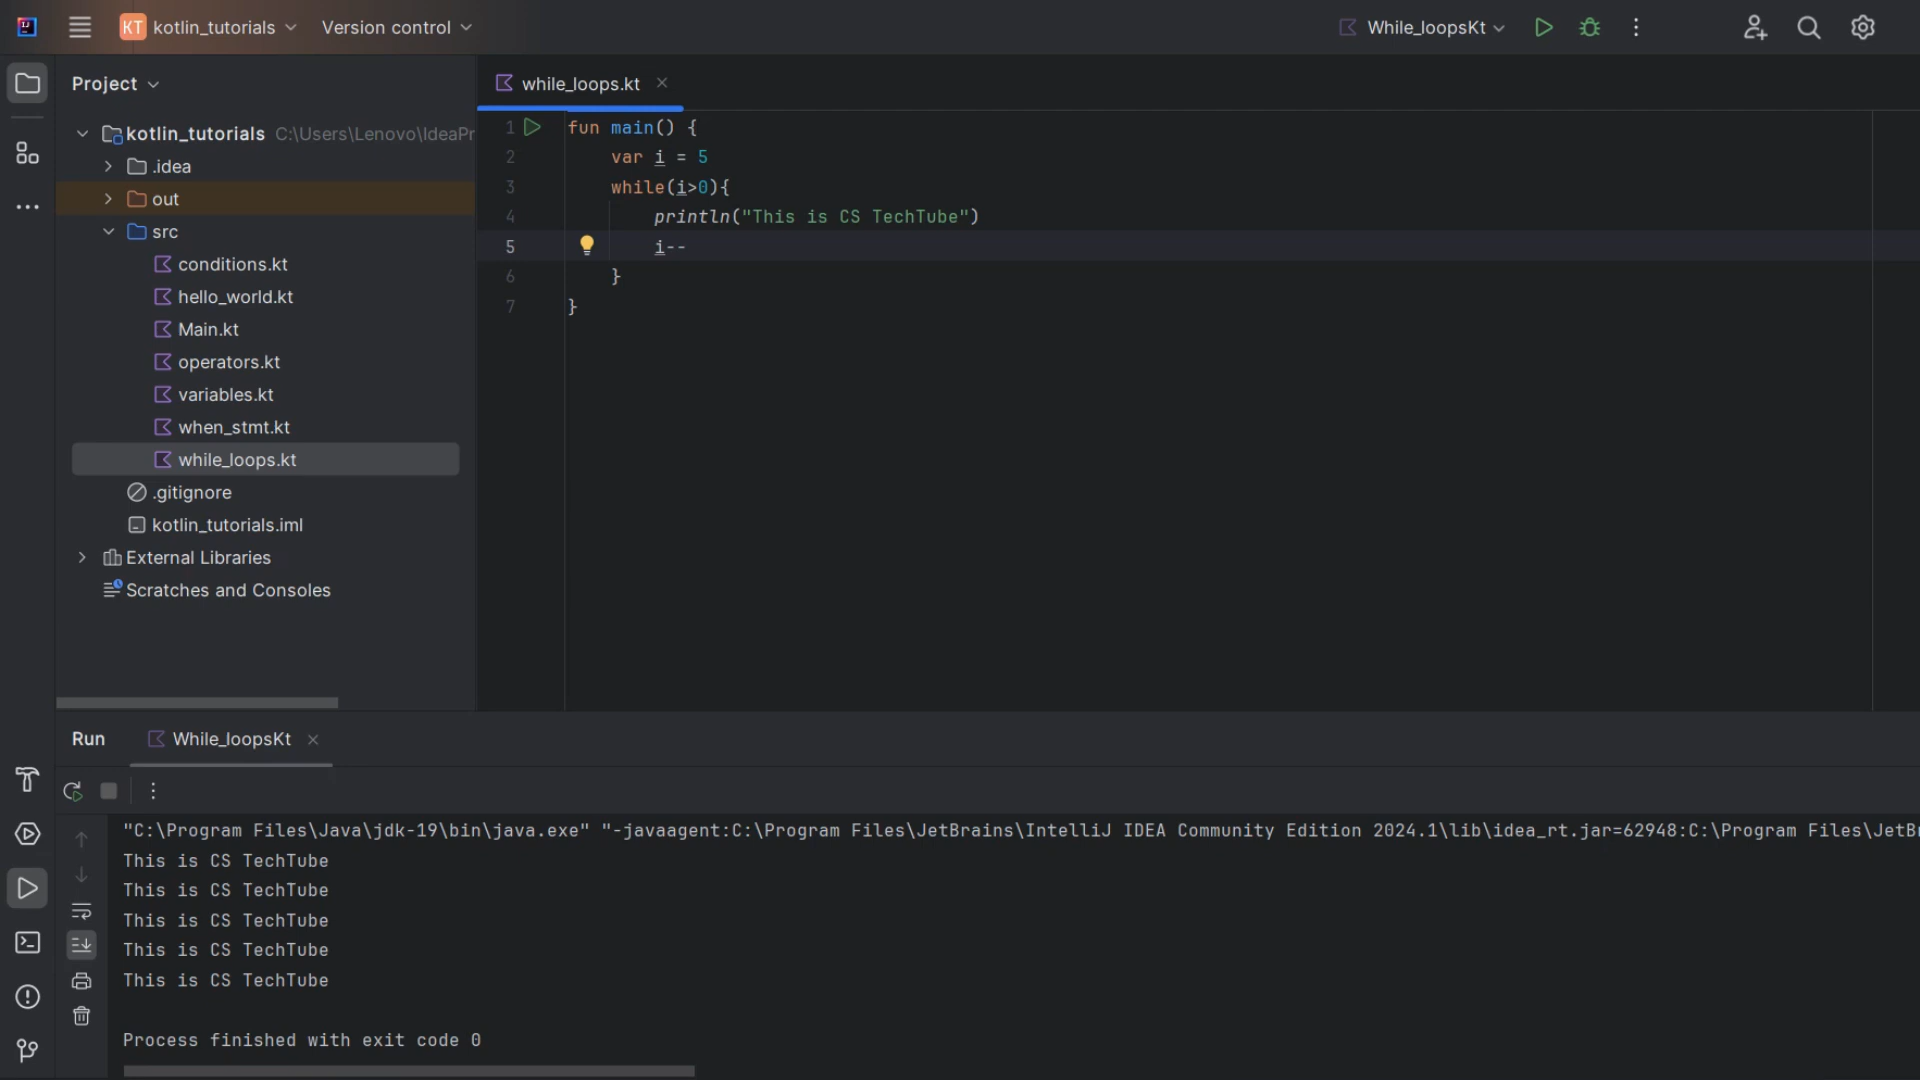 KT kotlin_tutorials Version control While_loopsKt
Project
while_loops.kt
kotlin_tutorials C:\Users\Lenovo\IdeaPr
.idea
out
src
conditions.kt
hello_world.kt
Main.kt
operators.kt
variables.kt
when_stmt.kt
while_loops.kt
.gitignore
kotlin_tutorials.iml
External Libraries
Scratches and Consoles
1 fun main() {
2 var i = 5
3 while(i>0){
4 println("This is CS TechTube")
5 i--
6 }
7 }
Run While_loopsKt
"C:\Program Files\Java\jdk-19\bin\java.exe" "-javaagent:C:\Program Files\JetBrains\IntelliJ IDEA Community Edition 2024.1\lib\idea_rt.jar=62948:C:\Program Files\JetB
This is CS TechTube
This is CS TechTube
This is CS TechTube
This is CS TechTube
This is CS TechTube
Process finished with exit code 0